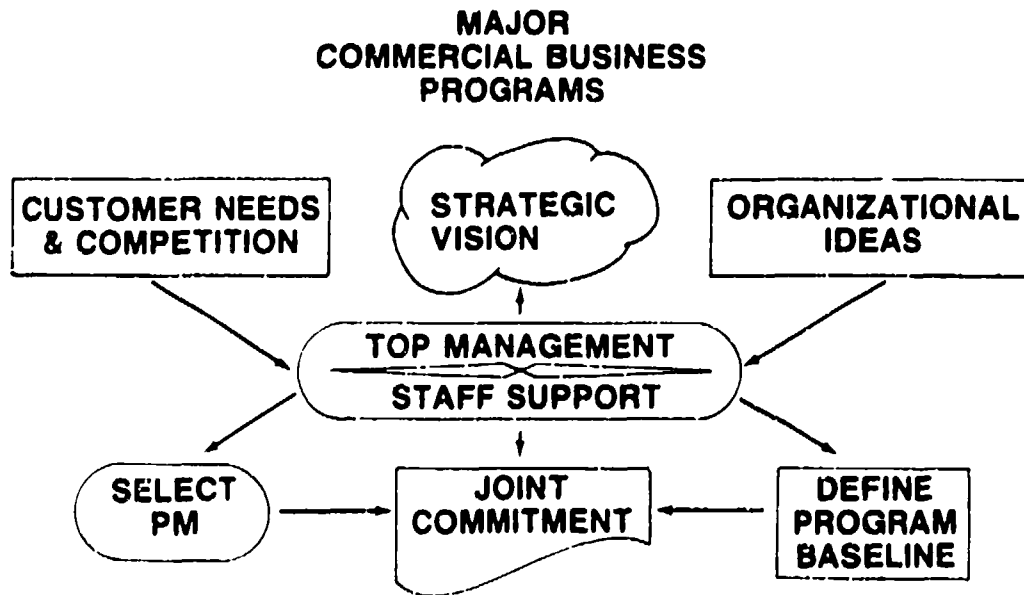 MAJOR
COMMERCIAL BUSINESS
PROGRAMS
CUSTOMER NEEDS
& COMPETITION
STRATEGIC
VISION
ORGANIZATIONAL
IDEAS
TOP MANAGEMENT
STAFF SUPPORT
SELECT
PM
JOINT
COMMITMENT
DEFINE
PROGRAM
BASELINE